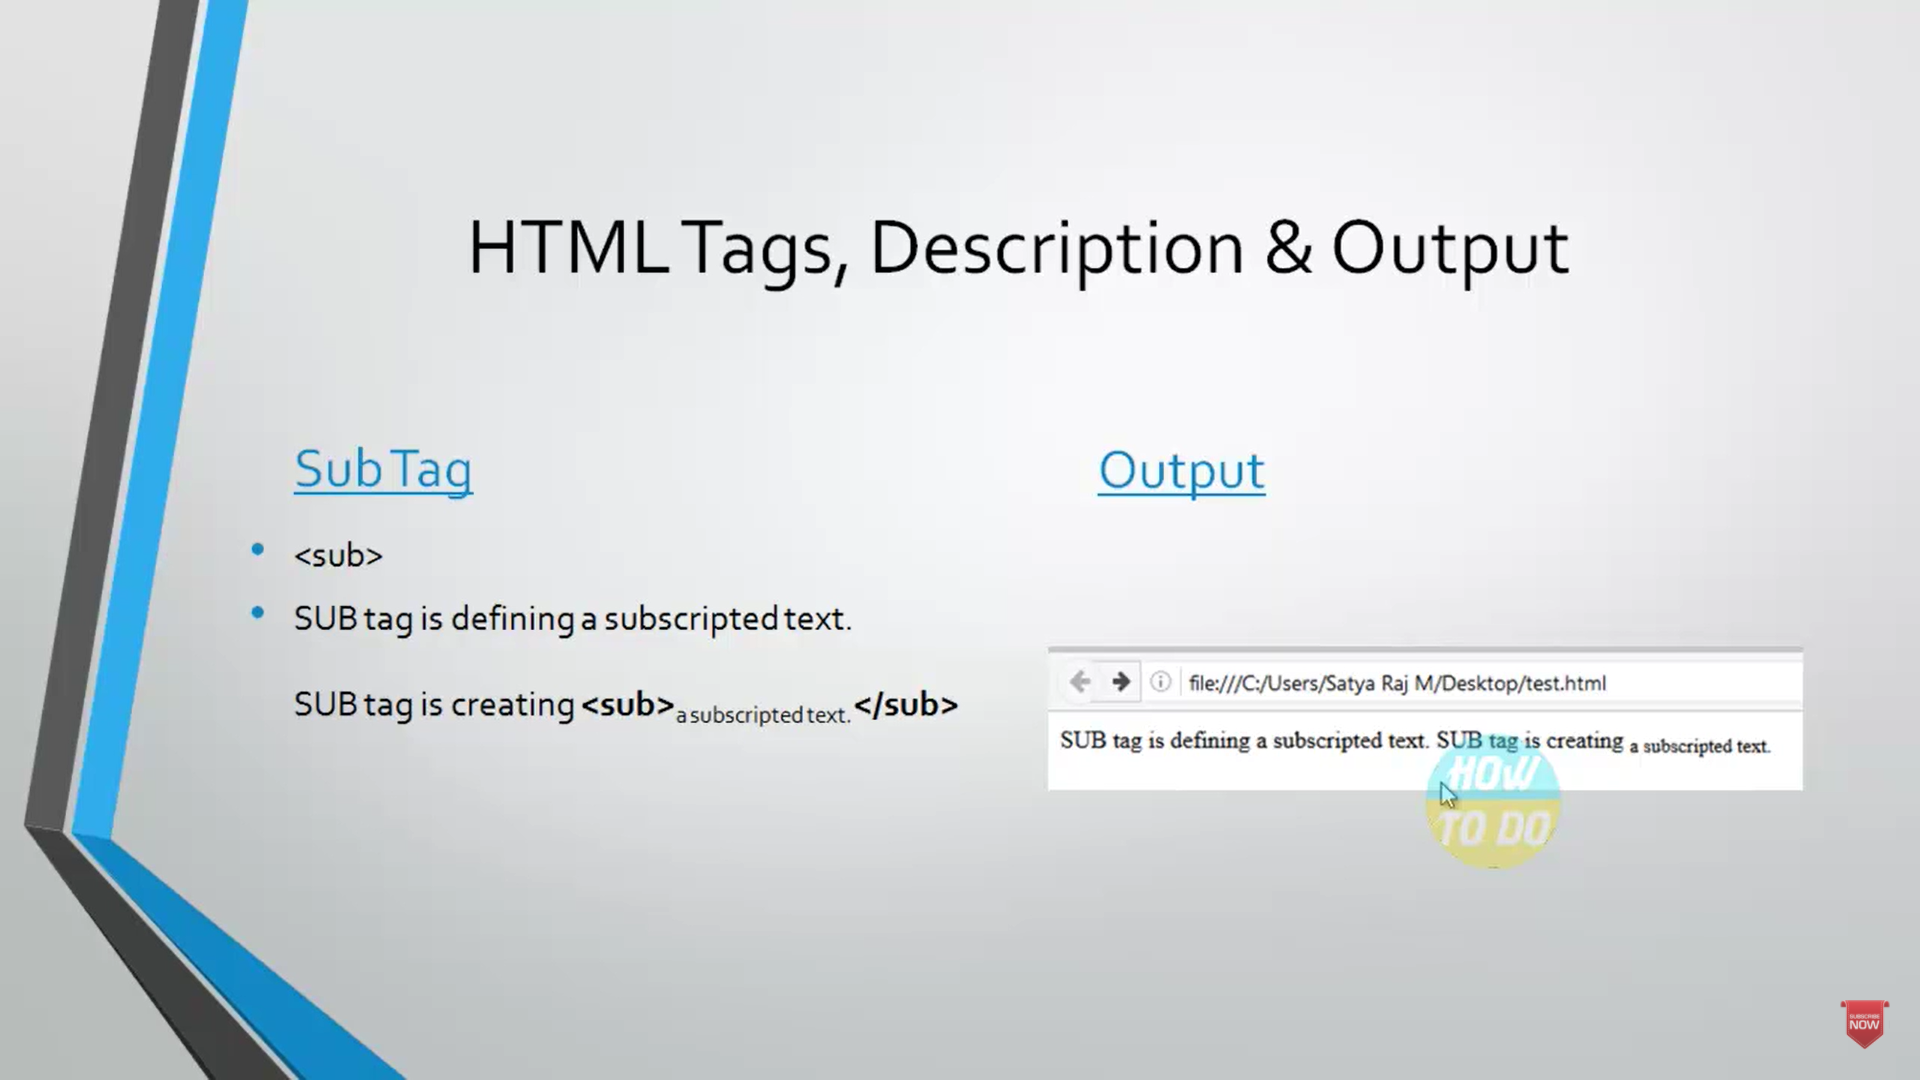 HTML Tags, Description & Output
Sub Tag
<sub>
SUB tag is defining a subscripted text.
SUB tag is creating <sub>a subscripted text.</sub>
Output
file:///C:/Users/Satya Raj M/Desktop/test.html
SUB tag is defining a subscripted text. SUB tag is creating a subscripted text.
HOW
TO DO
SUBSCRIBE
NOW